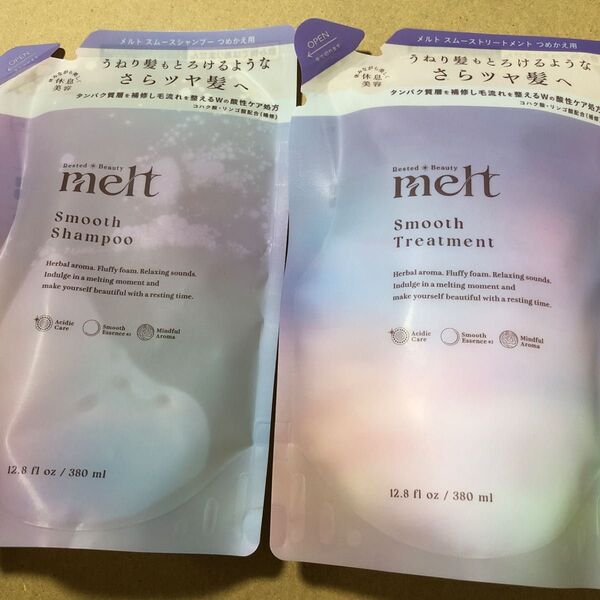 OPEN
メルト スムースシャンプー つめかえ用
休息
美容
うねり髪もとろけるような
さらツヤ髪へ
タンパク質層を補修し毛流れを整えるWの酸性ケア処方
コハク酸・リンゴ酸配合(補修)
Rested Beauty
melt
Smooth
Shampoo
Herbal aroma. Fluffy foam. Relaxing sounds.
Indulge in a melting moment and
make yourself beautiful with a resting time.
Acidic
Care
Smooth
Essence
Mindful
Aroma
12.8 fl oz / 380 ml
OPEN
メルト スムーストリートメント つめかえ用
休息
美容
うねり髪もとろけるような
さらツヤ髪へ
タンパク質層を補修し毛流れを整えるWの酸性ケア処方
コハク酸・リンゴ酸配合(補修)
Rested Beauty
melt
Smooth
Treatment
Herbal aroma. Fluffy foam. Relaxing sounds.
Indulge in a melting moment and
make yourself beautiful with a resting time.
Acidic
Care
Smooth
Essence
Mindful
Aroma
12.8 fl oz / 380 ml